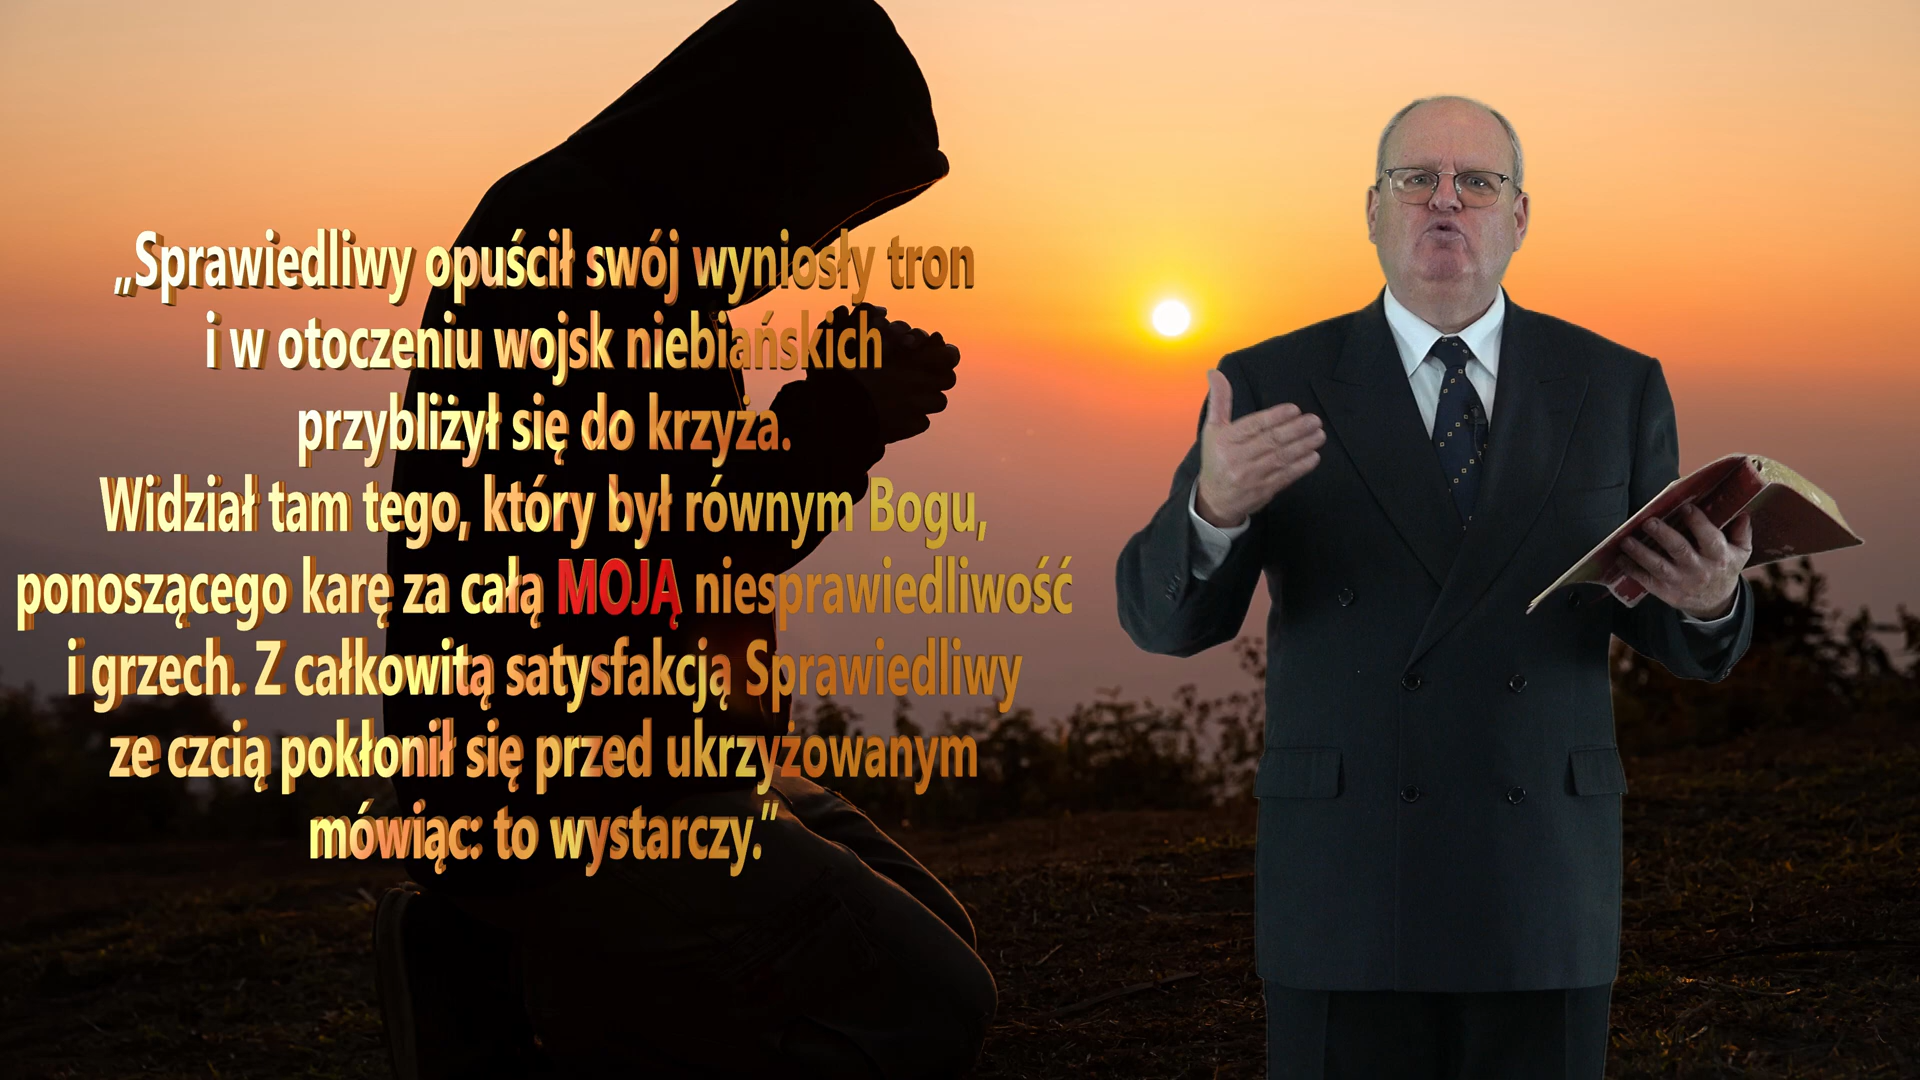 „Sprawiedliwy opuścił swój wyniosły tron
i w otoczeniu wojsk niebiańskich
przybliżył się do krzyża.
Widział tam tego, który był równym Bogu,
ponoszącego karę za całą MOJĄ niesprawiedliwość
i grzech. Z całkowitą satysfakcją Sprawiedliwy
ze czcią pokłonił się przed ukrzyżowanym
mówiąc: to wystarczy.”